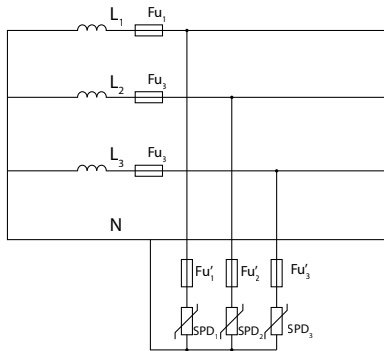 L1 Fu1
L2 Fu3
L3 Fu3
N
Fu'1 Fu'2 Fu'3
SPD1 SPD2 SPD3